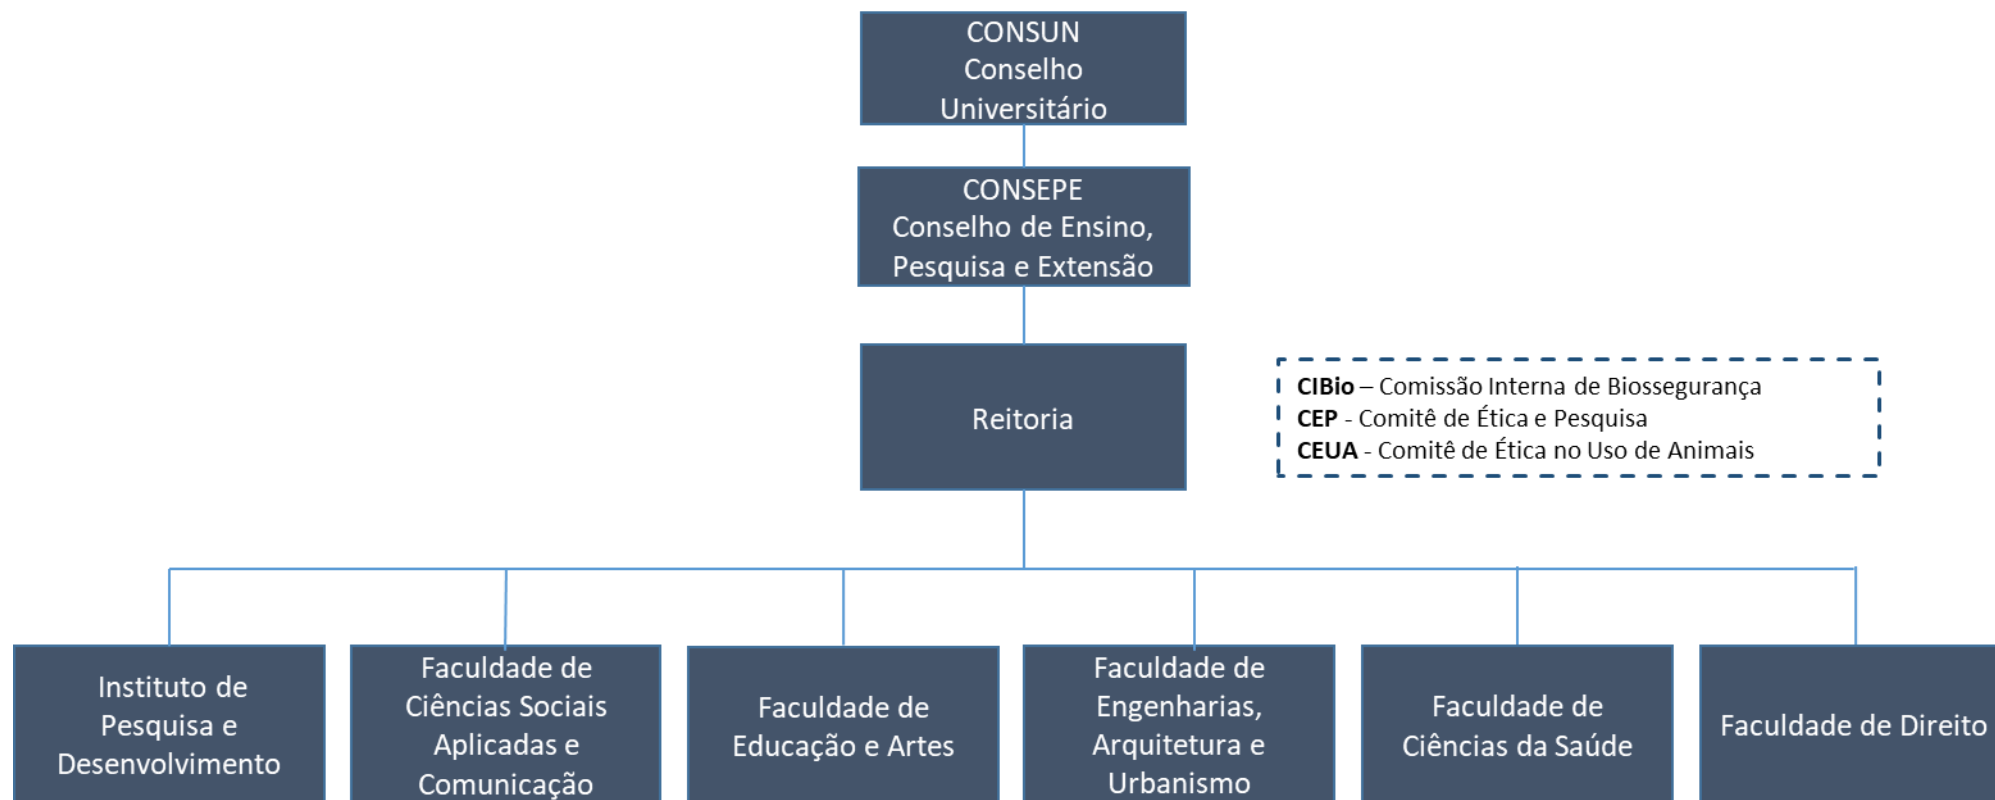 CONSUN
Conselho
Universitário
CONSEPE
Conselho de Ensino,
Pesquisa e Extensão
Reitoria
CIBio – Comissão Interna de Biossegurança
CEP - Comitê de Ética e Pesquisa
CEUA - Comitê de Ética no Uso de Animais
Instituto de
Pesquisa e
Desenvolvimento
Faculdade de
Ciências Sociais
Aplicadas e
Comunicação
Faculdade de
Educação e Artes
Faculdade de
Engenharias,
Arquitetura e
Urbanismo
Faculdade de
Ciências da Saúde
Faculdade de Direito